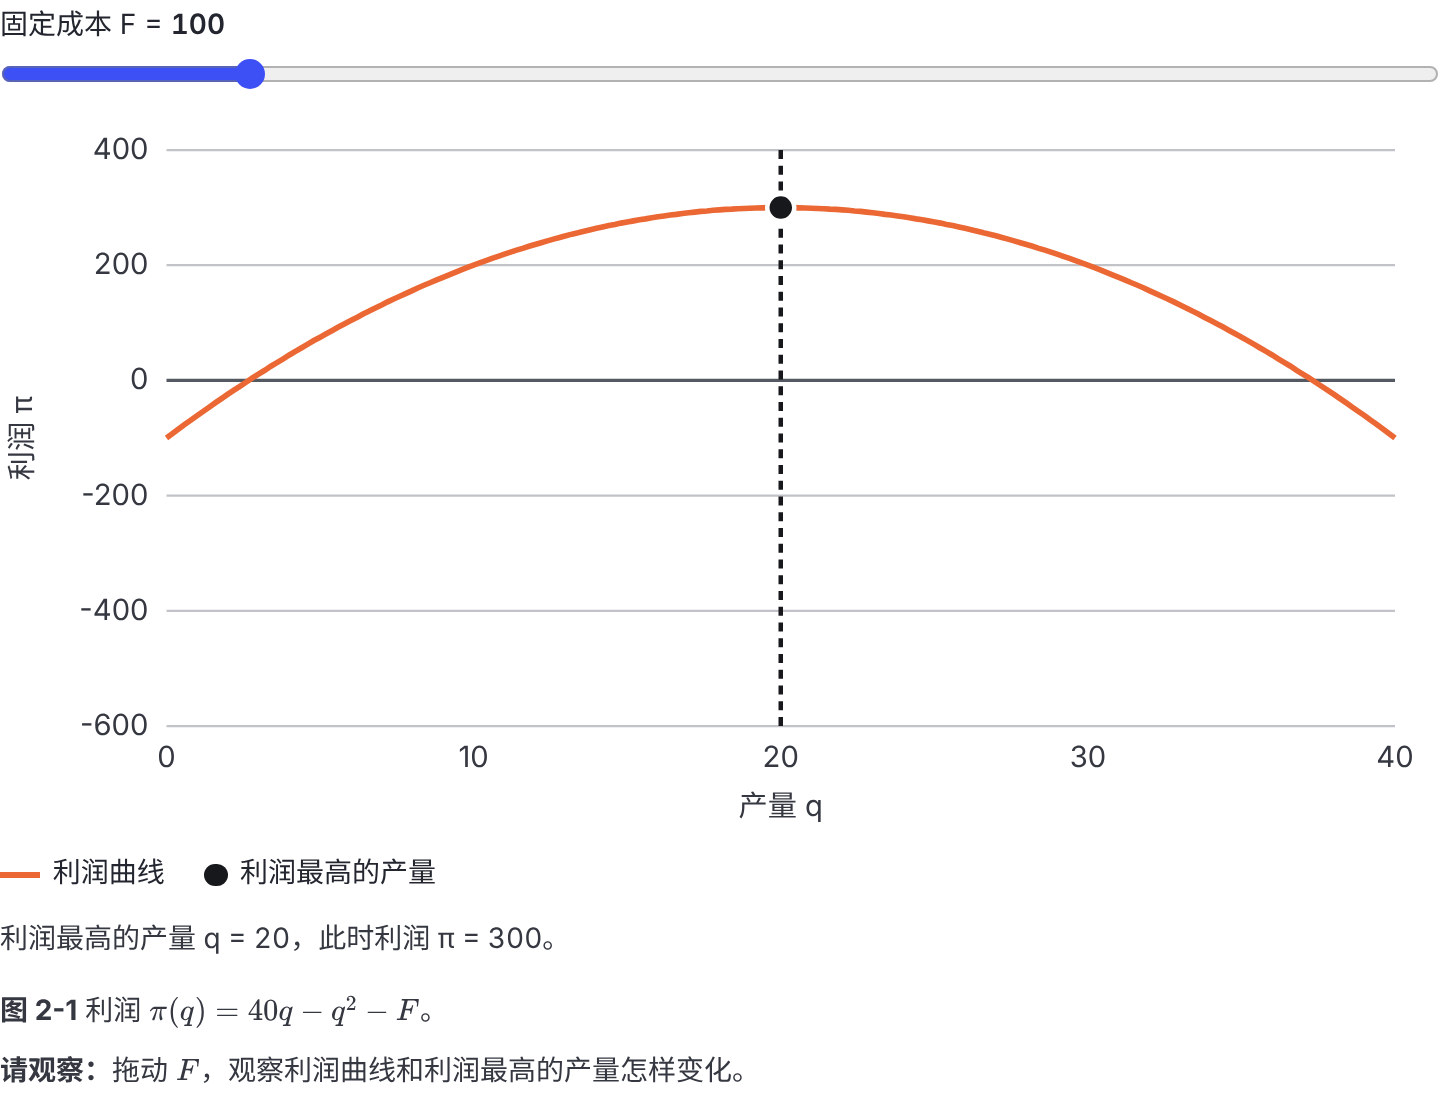 固定成本 F = 100
400
200
0
-200
-400
-600
利润 π
0 10 20 30 40
产量 q
利润曲线 利润最高的产量
利润最高的产量 q = 20，此时利润 π = 300。
图 2-1 利润 π(q) = 40q − q² − F。
请观察：拖动 F，观察利润曲线和利润最高的产量怎样变化。